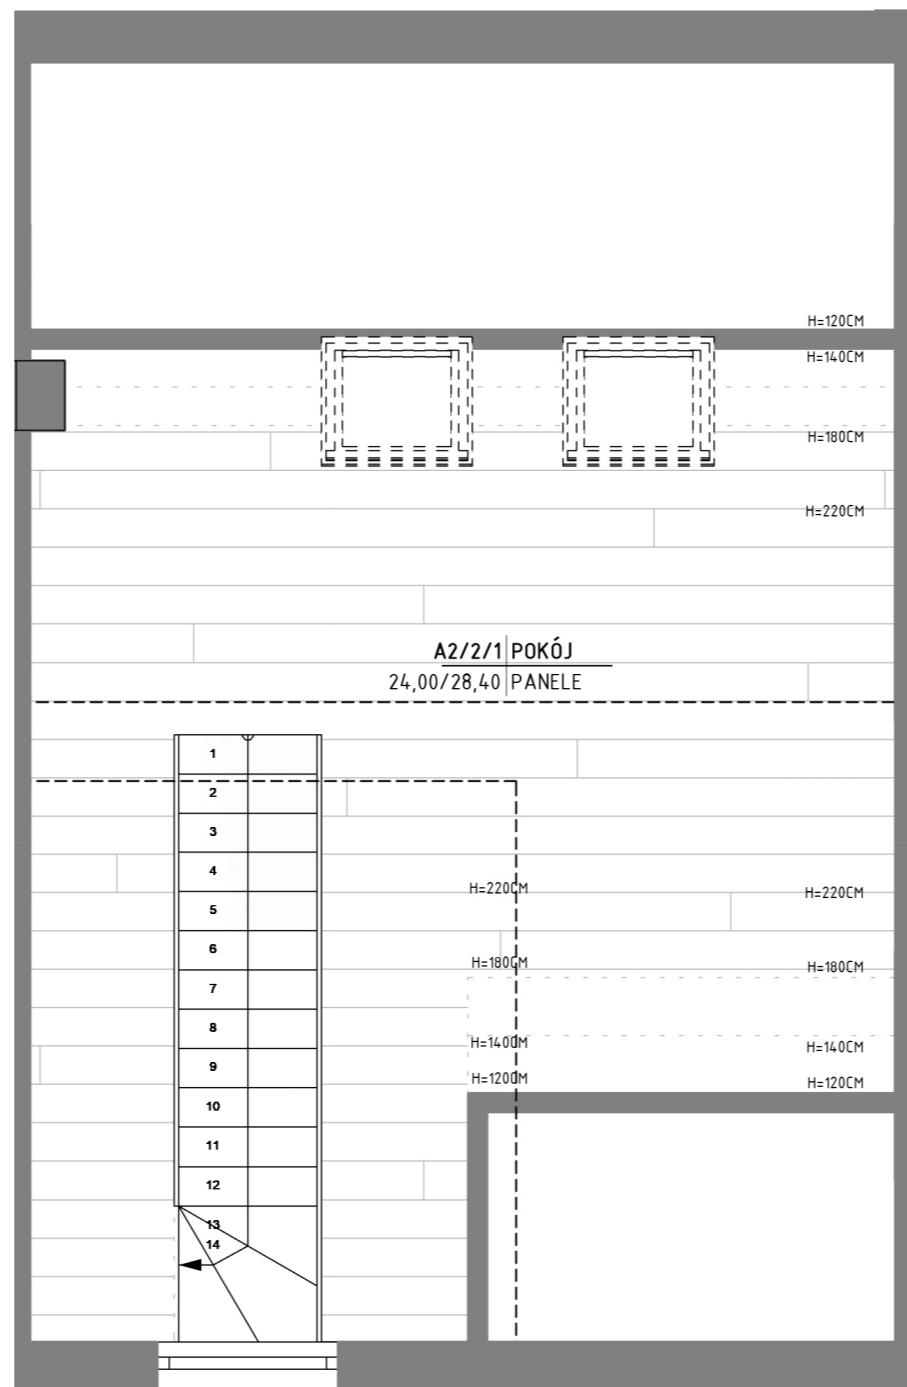 H=120CM
H=140CM
H=180CM
H=220CM
A2/2/1 POKÓJ
24,00/28,40 PANELE
1
2
3
4
5
H=220CM H=220CM
6
H=180CM H=180CM
7
8
H=140CM H=140CM
9
H=120CM H=120CM
10
11
12
13
14